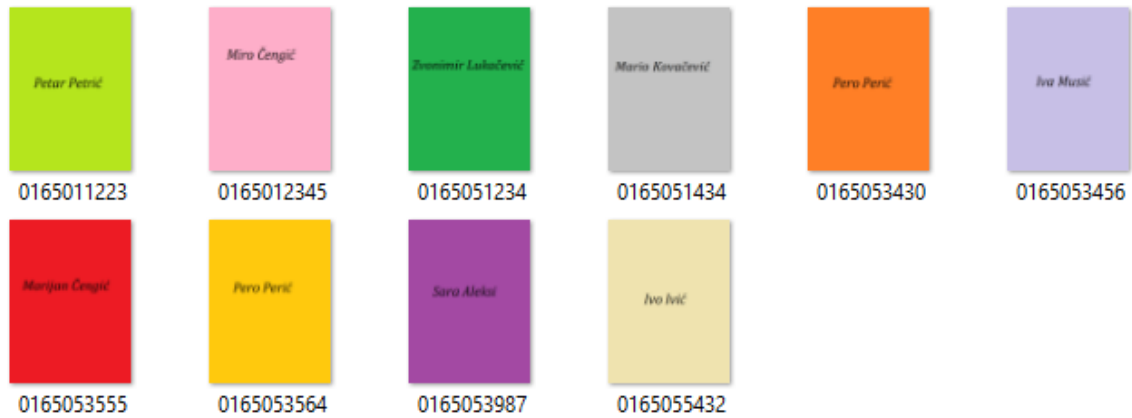 Petar Petrić
Miro Čengić
Zvonimir Lukačević
Mario Kovačević
Pero Perić
Iva Musić
0165011223
0165012345
0165051234
0165051434
0165053430
0165053456
Marijan Čengić
Pero Perić
Sara Aleksi
Ivo Ivić
0165053555
0165053564
0165053987
0165055432